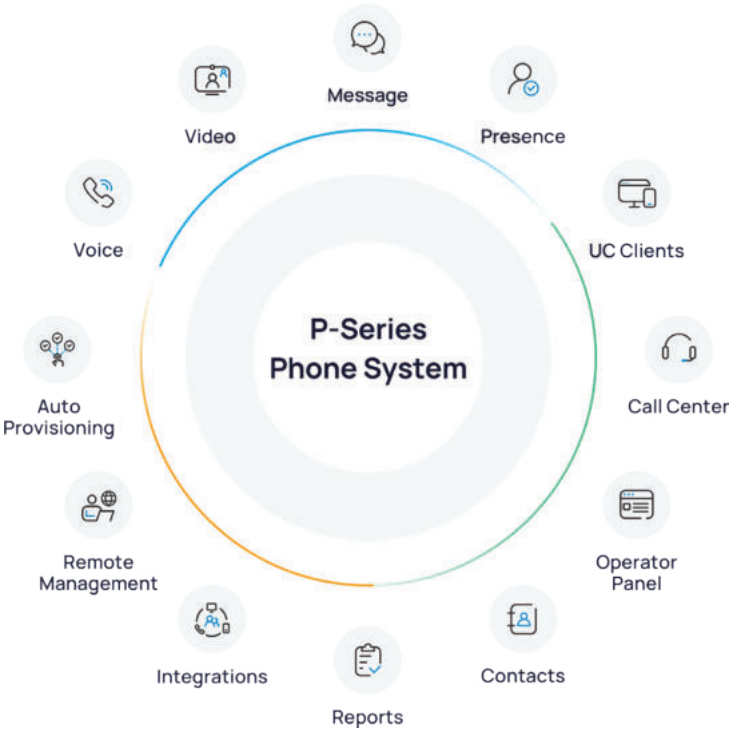 Message
Video
Presence
Voice
UC Clients
P-Series
Phone System
Auto
Provisioning
Call Center
Remote
Management
Operator
Panel
Integrations
Contacts
Reports